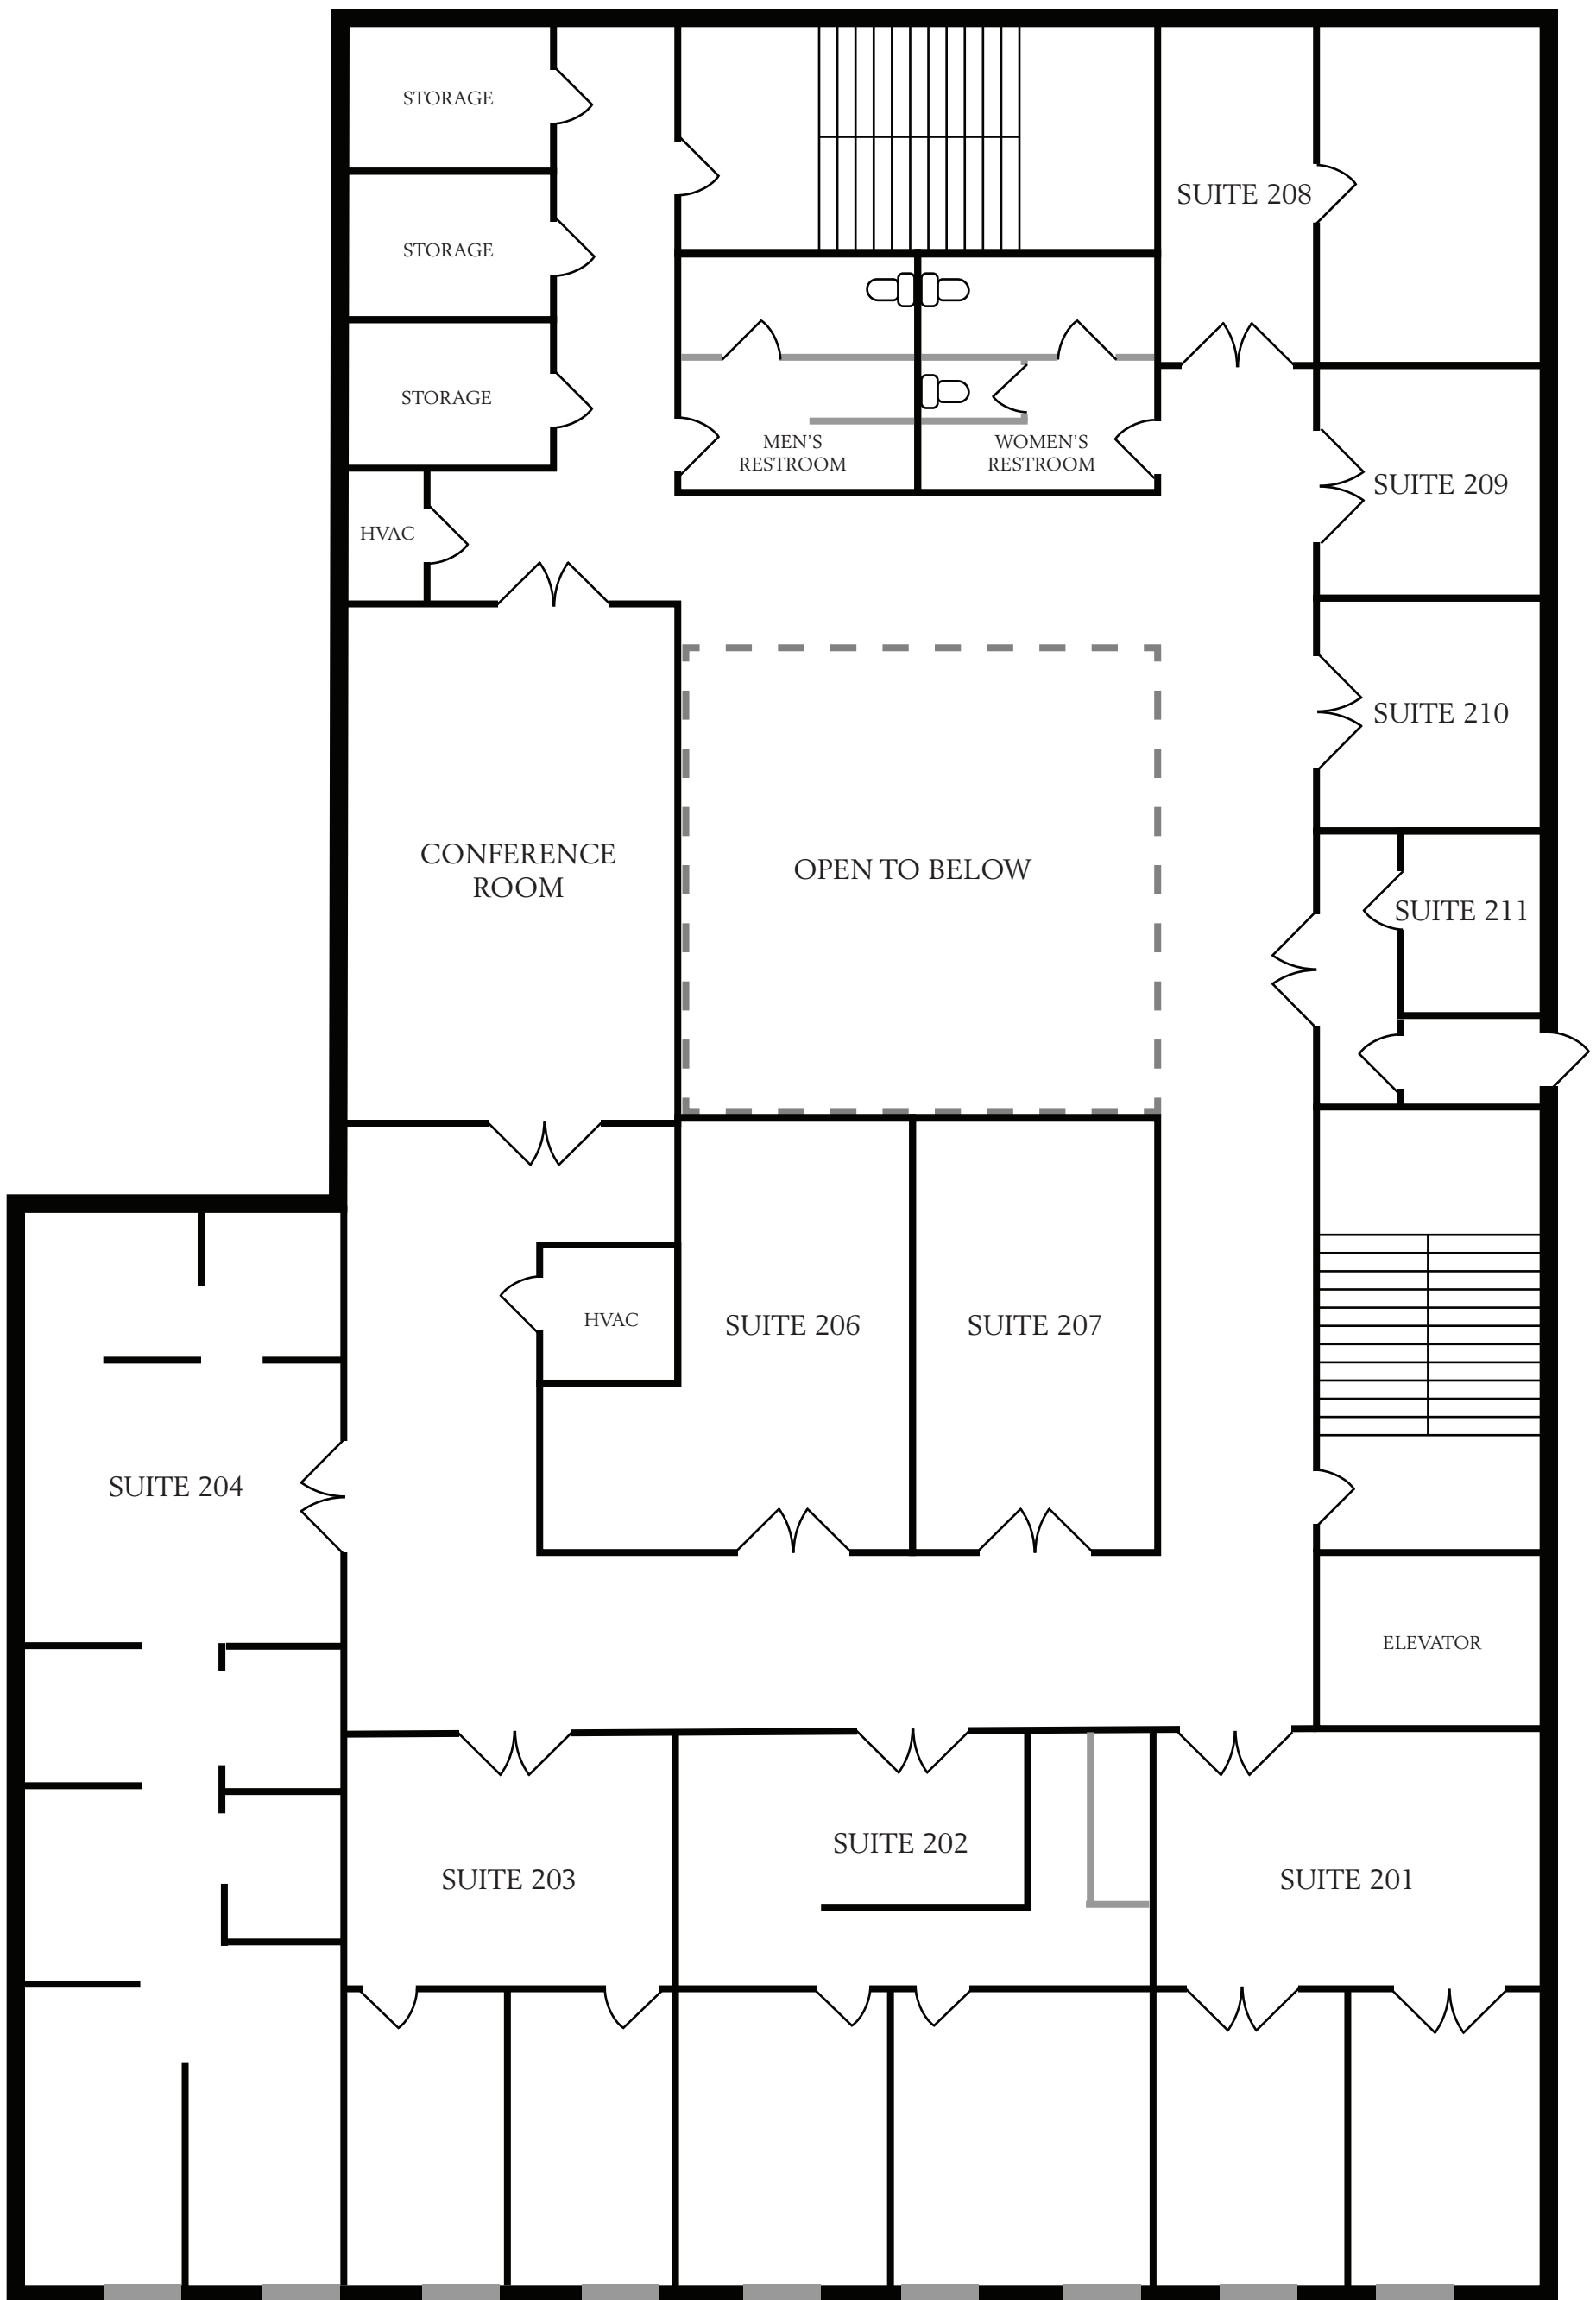 STORAGE
SUITE 208
STORAGE
STORAGE
MEN'S
RESTROOM
WOMEN'S
RESTROOM
SUITE 209
HVAC
SUITE 210
CONFERENCE
ROOM
OPEN TO BELOW
SUITE 211
HVAC
SUITE 206
SUITE 207
SUITE 204
ELEVATOR
SUITE 203
SUITE 202
SUITE 201